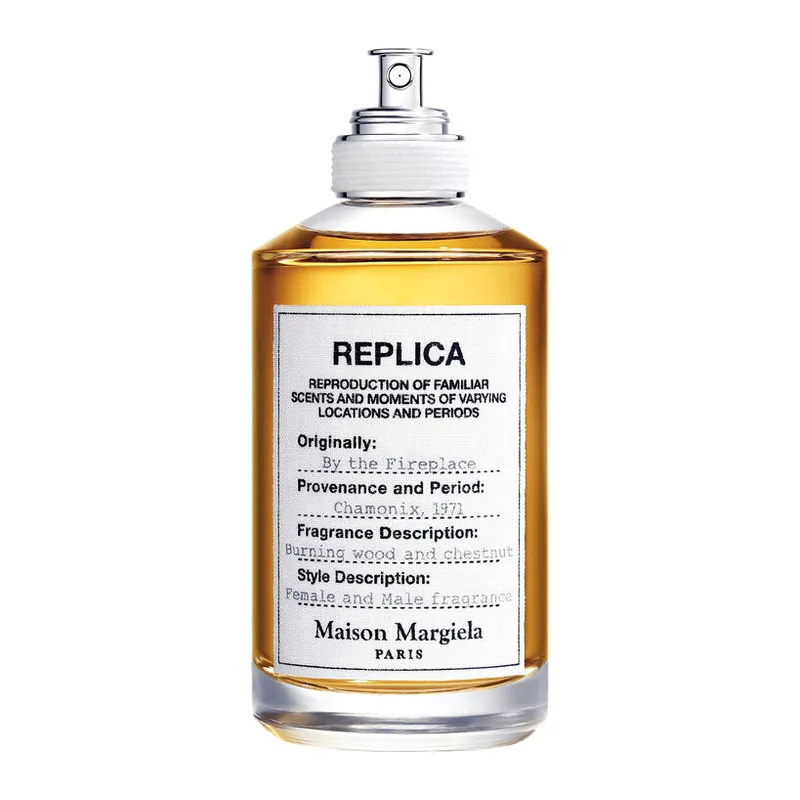 REPLICA
REPRODUCTION OF FAMILIAR
SCENTS AND MOMENTS OF VARYING
LOCATIONS AND PERIODS
Originally:
By the Fireplace
Provenance and Period:
Chamonix, 1971
Fragrance Description:
Burning wood and chestnut
Style Description:
Female and Male fragrance
Maison Margiela
PARIS